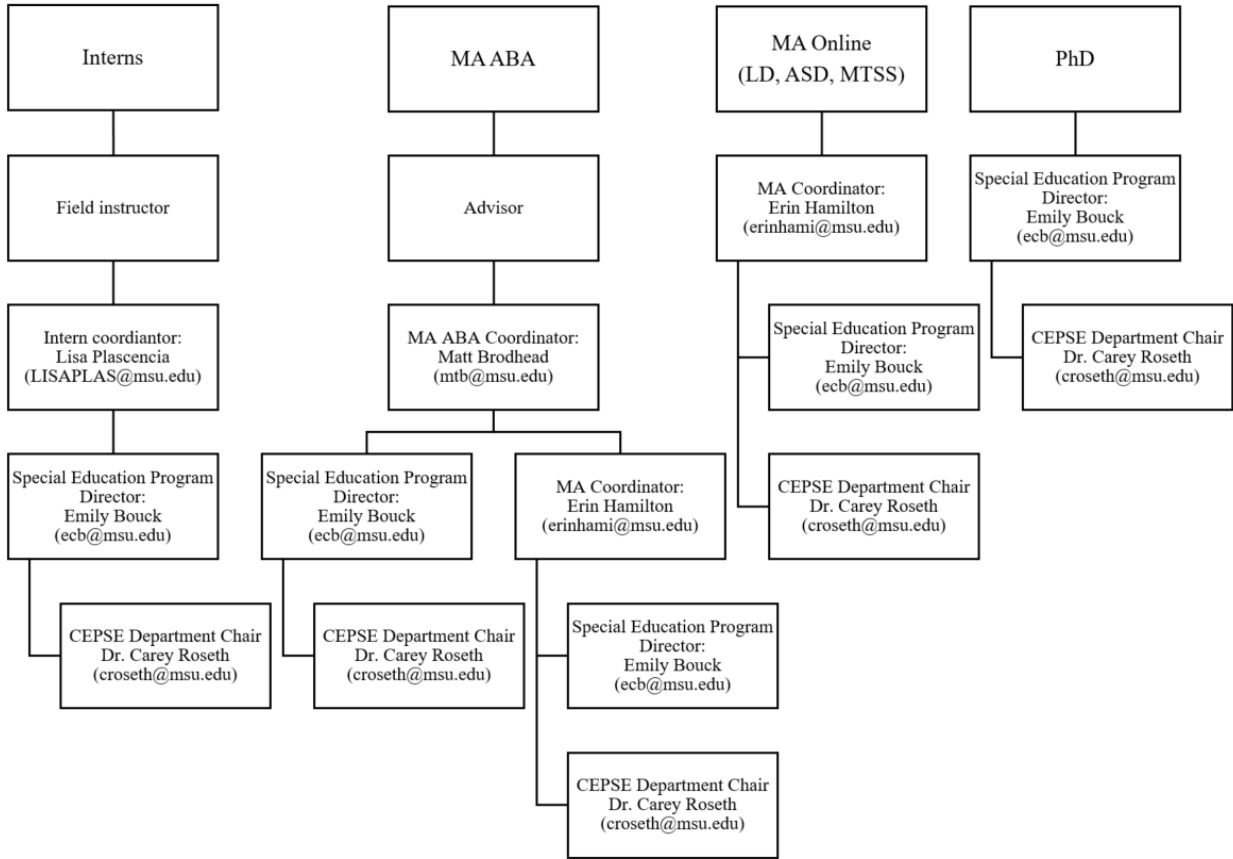 Interns
Field instructor
Intern coordiantor:
Lisa Plascencia
(LISAPLAS@msu.edu)
Special Education Program
Director:
Emily Bouck
(ecb@msu.edu)
CEPSE Department Chair
Dr. Carey Roseth
(croseth@msu.edu)
MA ABA
Advisor
MA ABA Coordinator:
Matt Brodhead
(mtb@msu.edu)
Special Education Program
Director:
Emily Bouck
(ecb@msu.edu)
CEPSE Department Chair
Dr. Carey Roseth
(croseth@msu.edu)
MA Coordinator:
Erin Hamilton
(erinhami@msu.edu)
Special Education Program
Director:
Emily Bouck
(ecb@msu.edu)
CEPSE Department Chair
Dr. Carey Roseth
(croseth@msu.edu)
MA Online
(LD, ASD, MTSS)
MA Coordinator:
Erin Hamilton
(erinhami@msu.edu)
Special Education Program
Director:
Emily Bouck
(ecb@msu.edu)
CEPSE Department Chair
Dr. Carey Roseth
(croseth@msu.edu)
PhD
Special Education Program
Director:
Emily Bouck
(ecb@msu.edu)
CEPSE Department Chair
Dr. Carey Roseth
(croseth@msu.edu)